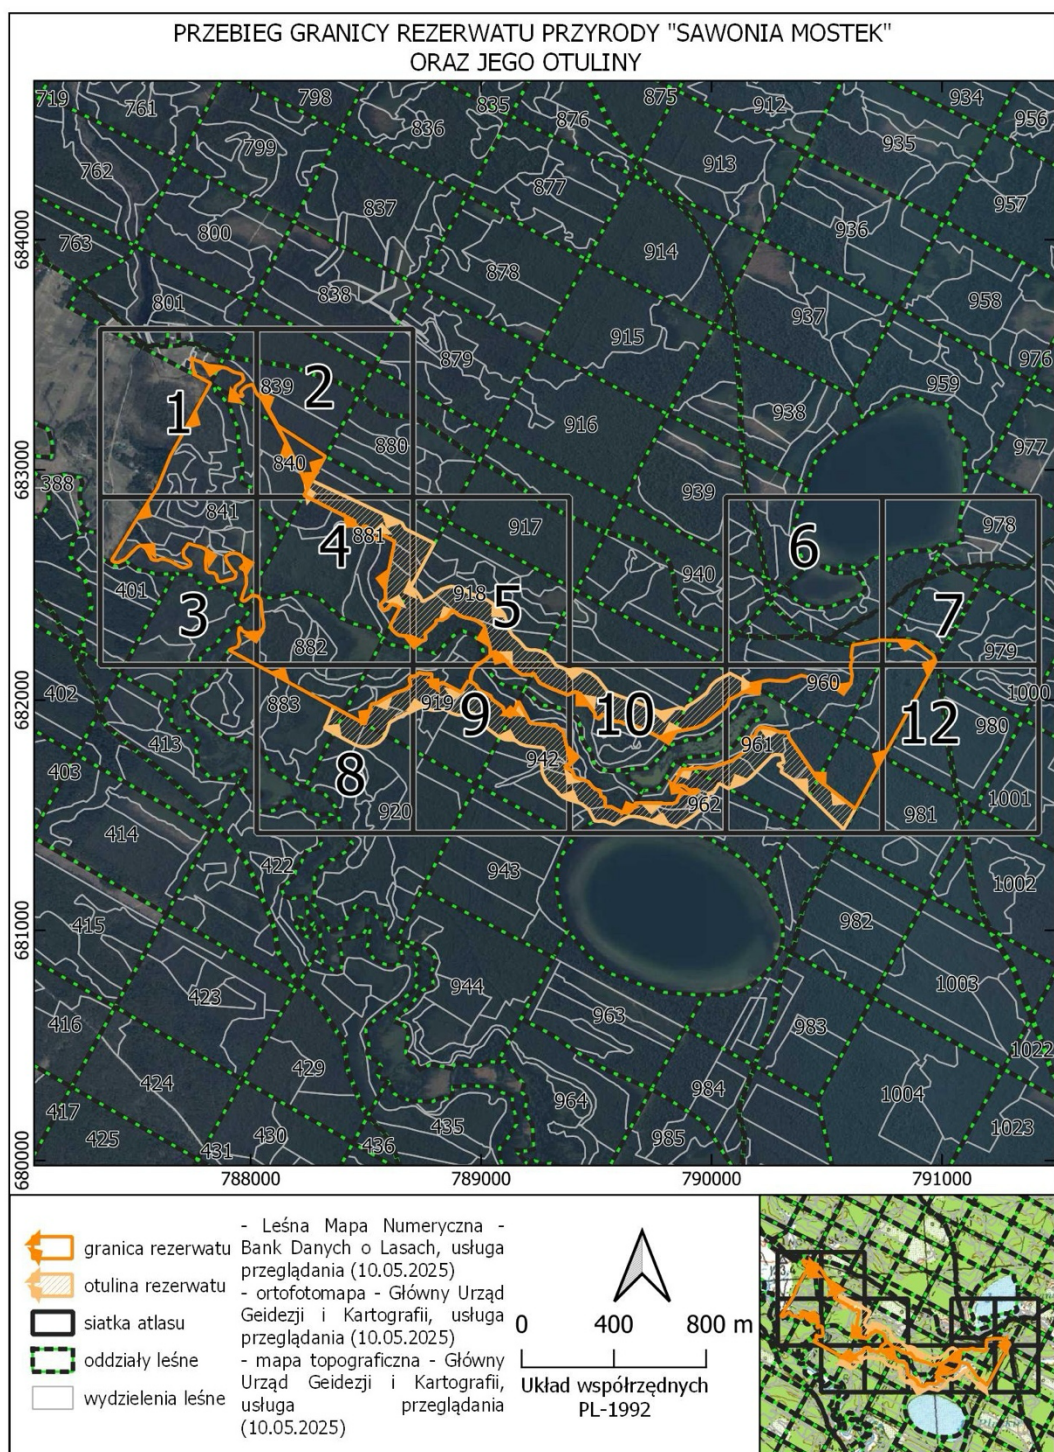 PRZEBIEG GRANICY REZERWATU PRZYRODY "SAWONIA MOSTEK"
ORAZ JEGO OTULINY
719 761 798 835 876 875 912 934 956
762 799 836 877 913 935 957
763 800 837 878 914 936
801 838 879 915 937 958 976
839 916 938 959
880 977
388 840 939
841 881 917 940 978
401 918
402 882 979
883 919 960 1000
403 413 942 961 980
920 962 981 1001
414 422 943 982 1002
415 423 944 963 983 1003
416 424 429 964 984 1004 1022
417 425 431 430 436 435 985 1023
1 2 3 4 5 6 7 8 9 10 12
684000
683000
682000
681000
680000
788000 789000 790000 791000
granica rezerwatu
otulina rezerwatu
siatka atlasu
oddziały leśne
wydzielenia leśne
- Leśna Mapa Numeryczna -
Bank Danych o Lasach, usługa
przeglądania (10.05.2025)
- ortofotomapa - Główny Urząd
Geidezji i Kartografii, usługa
przeglądania (10.05.2025)
- mapa topograficzna - Główny
Urząd Geidezji i Kartografii,
usługa przeglądania
(10.05.2025)
0 400 800 m
Układ współrzędnych
PL-1992